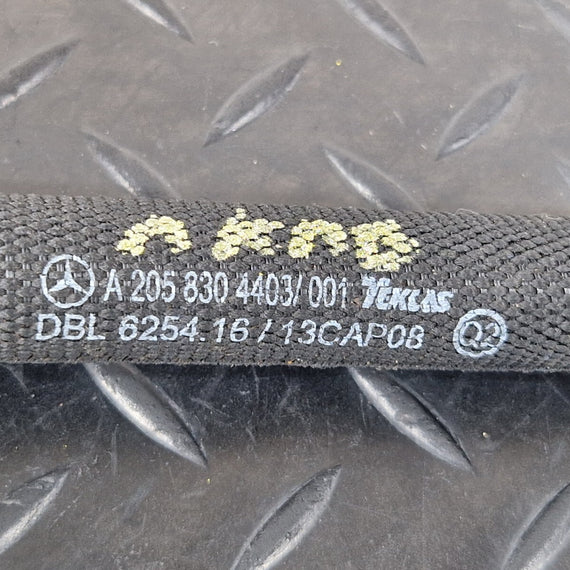 A 205 830 4403/ 001 TEKLAS
DBL 6254.16 / 13CAP08 Q2